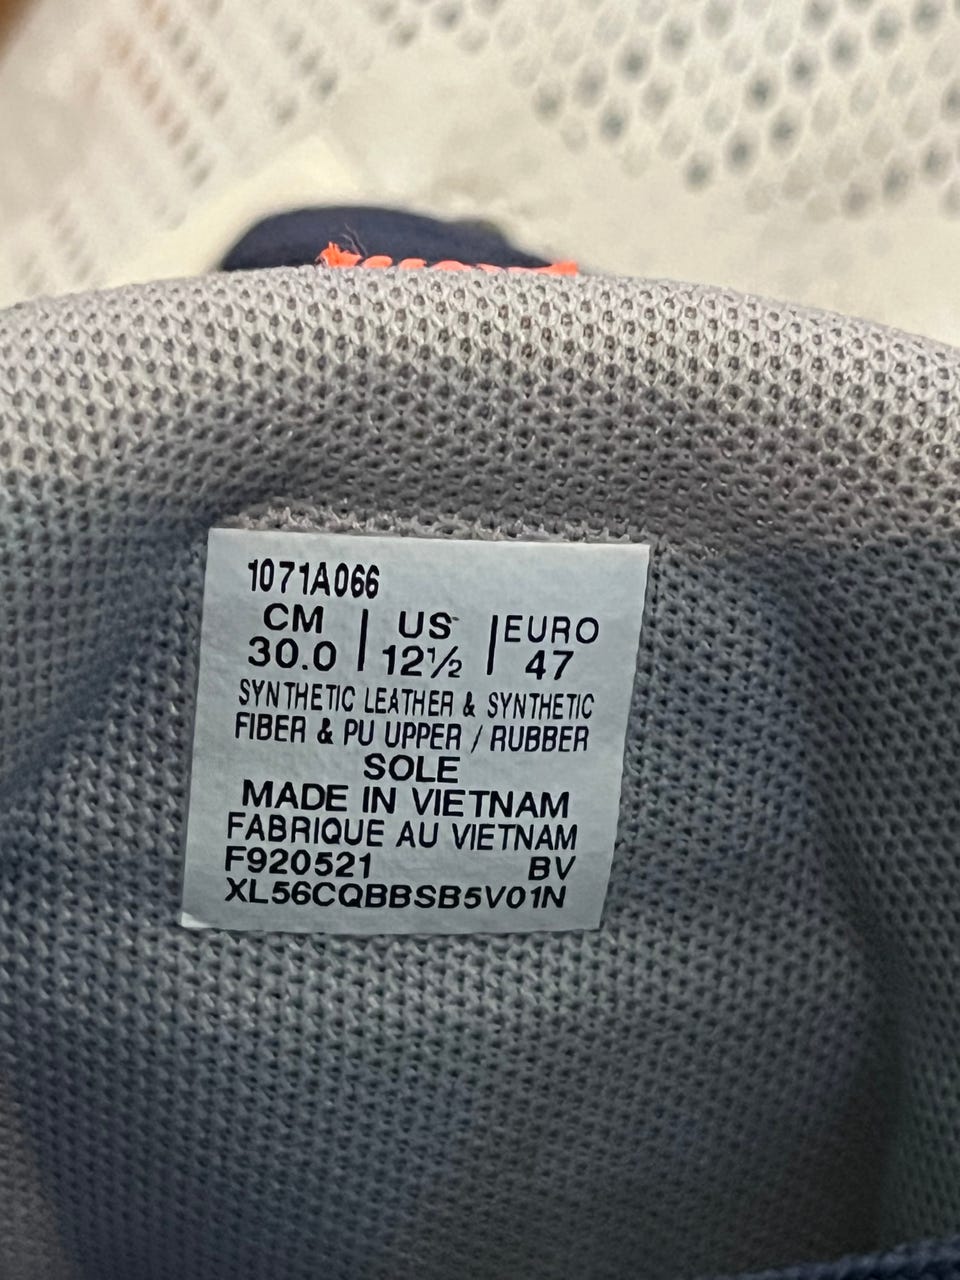 1071A066
CM | US | EURO
30.0 | 12½ | 47
SYNTHETIC LEATHER & SYNTHETIC
FIBER & PU UPPER / RUBBER
SOLE
MADE IN VIETNAM
FABRIQUE AU VIETNAM
F920521 BV
XL56CQBBSB5V01N